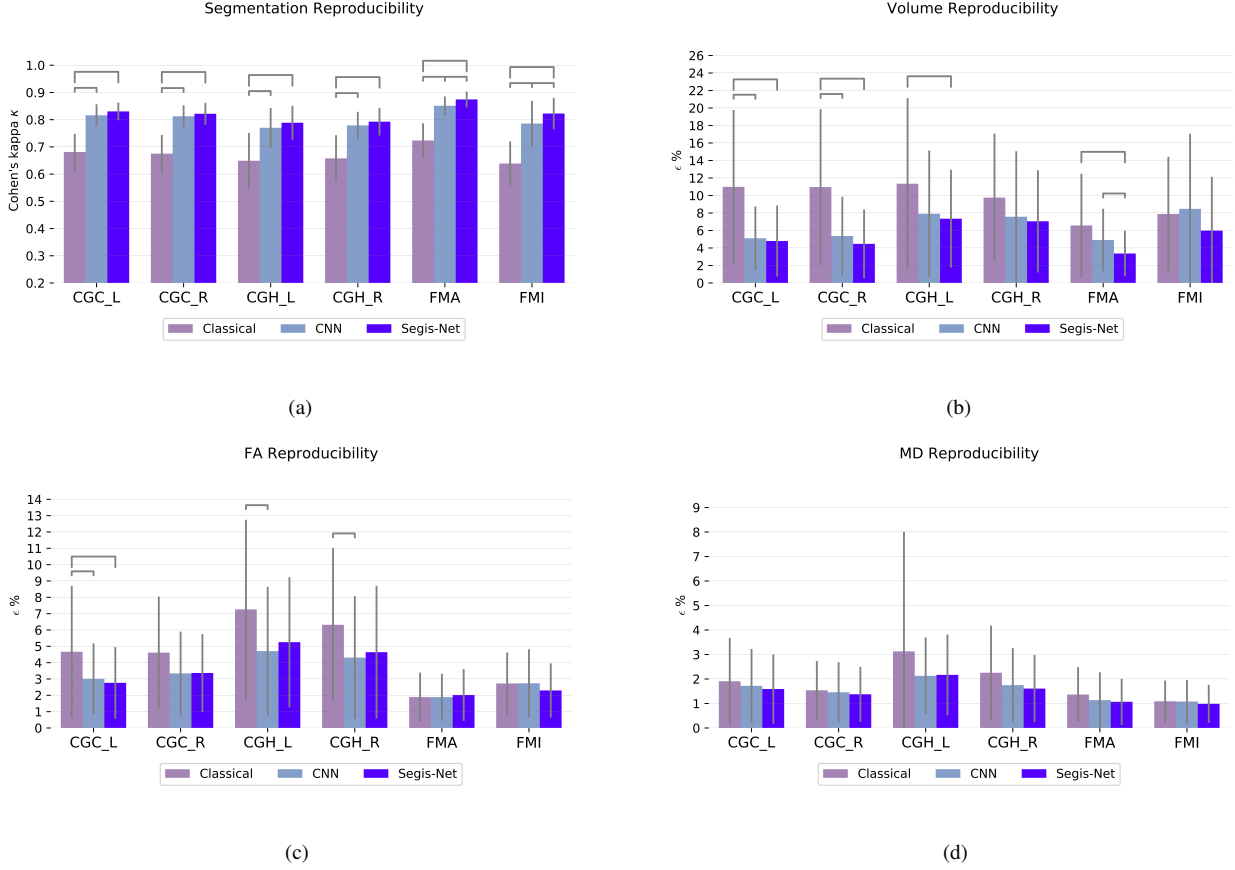 Segmentation Reproducibility
Cohen's kappa κ
1.0
0.9
0.8
0.7
0.6
0.5
0.4
0.3
0.2
CGC_L CGC_R CGH_L CGH_R FMA FMI
Classical CNN Segis-Net
(a)
Volume Reproducibility
ϵ %
26
24
22
20
18
16
14
12
10
8
6
4
2
0
CGC_L CGC_R CGH_L CGH_R FMA FMI
Classical CNN Segis-Net
(b)
FA Reproducibility
ϵ %
14
13
12
11
10
9
8
7
6
5
4
3
2
1
0
CGC_L CGC_R CGH_L CGH_R FMA FMI
Classical CNN Segis-Net
(c)
MD Reproducibility
ϵ %
9
8
7
6
5
4
3
2
1
0
CGC_L CGC_R CGH_L CGH_R FMA FMI
Classical CNN Segis-Net
(d)